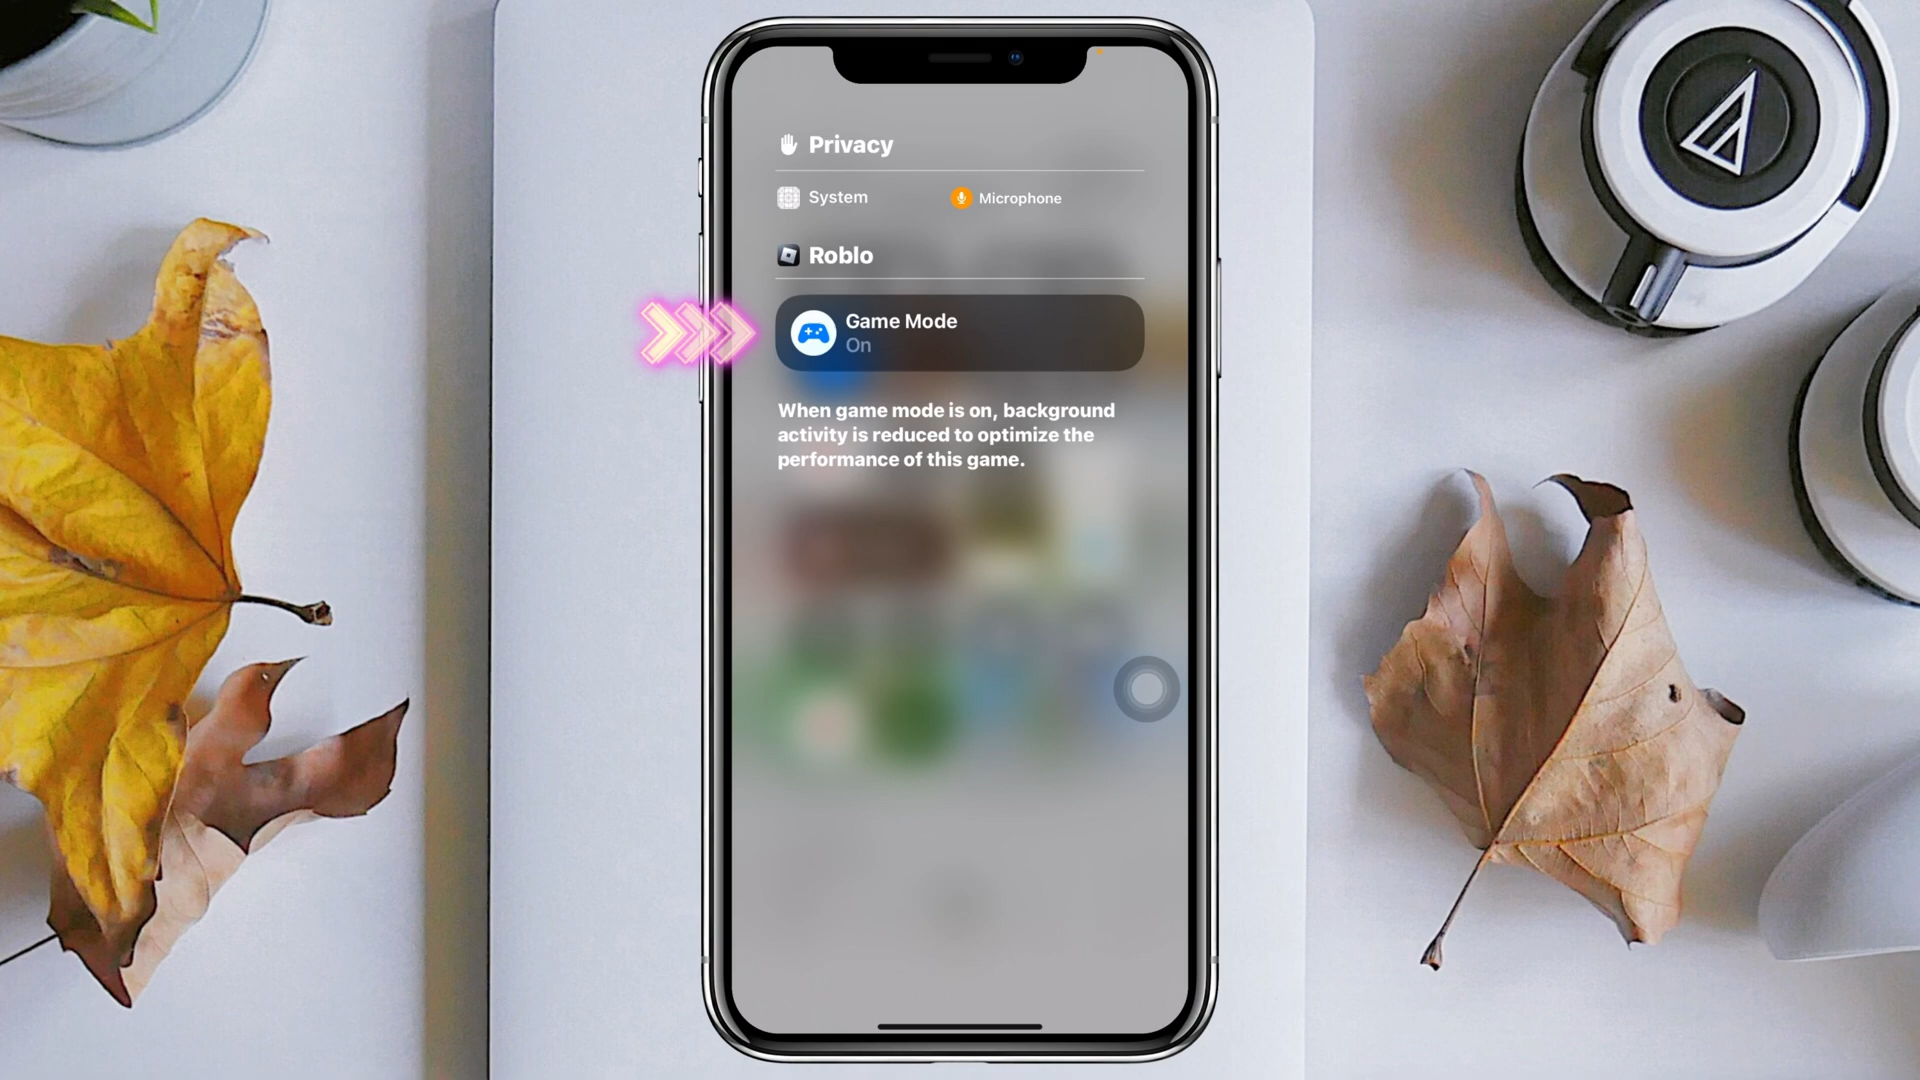 Privacy
System Microphone
Roblo
Game Mode
On
When game mode is on, background
activity is reduced to optimize the
performance of this game.